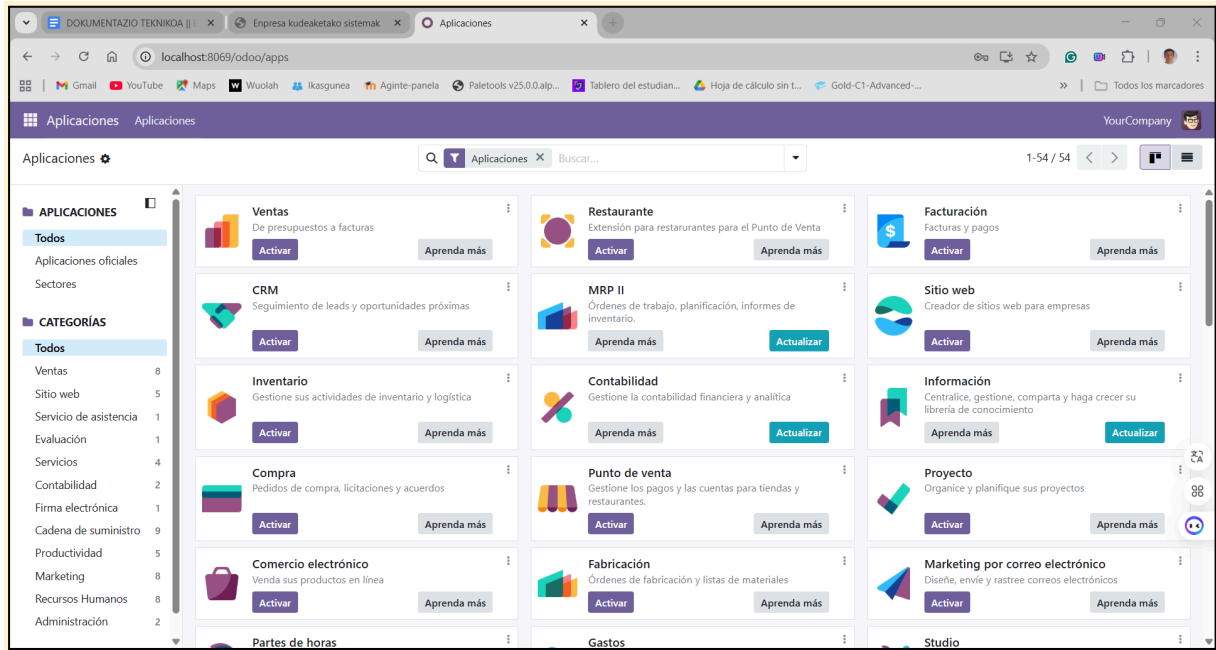 DOKUMENTAZIO TEKNIKOA ||
Enpresa kudeaketako sistemak
Aplicaciones
localhost:8069/odoo/apps
Gmail
YouTube
Maps
Wuolah
Ikasgunea
Aginte-panela
Paletools v25.0.0.alp...
Tablero del estudian...
Hoja de cálculo sin t...
Gold-C1-Advanced-...
Todos los marcadores
Aplicaciones
Aplicaciones
YourCompany
Aplicaciones
Aplicaciones
Buscar...
1-54 / 54
APLICACIONES
Todos
Aplicaciones oficiales
Sectores
CATEGORÍAS
Todos
Ventas 8
Sitio web 5
Servicio de asistencia 1
Evaluación 1
Servicios 4
Contabilidad 2
Firma electrónica 1
Cadena de suministro 9
Productividad 5
Marketing 8
Recursos Humanos 8
Administración 2
Ventas
De presupuestos a facturas
Activar
Aprenda más
Restaurante
Extensión para restarurantes para el Punto de Venta
Activar
Aprenda más
Facturación
Facturas y pagos
Activar
Aprenda más
CRM
Seguimiento de leads y oportunidades próximas
Activar
Aprenda más
MRP II
Órdenes de trabajo, planificación, informes de
inventario.
Aprenda más
Actualizar
Sitio web
Creador de sitios web para empresas
Activar
Aprenda más
Inventario
Gestione sus actividades de inventario y logística
Activar
Aprenda más
Contabilidad
Gestione la contabilidad financiera y analítica
Aprenda más
Actualizar
Información
Centralice, gestione, comparta y haga crecer su
librería de conocimiento
Aprenda más
Actualizar
Compra
Pedidos de compra, licitaciones y acuerdos
Activar
Aprenda más
Punto de venta
Gestione los pagos y las cuentas para tiendas y
restaurantes.
Activar
Aprenda más
Proyecto
Organice y planifique sus proyectos
Activar
Aprenda más
Comercio electrónico
Venda sus productos en línea
Activar
Aprenda más
Fabricación
Órdenes de fabricación y listas de materiales
Activar
Aprenda más
Marketing por correo electrónico
Diseñe, envíe y rastree correos electrónicos
Activar
Aprenda más
Partes de horas
Gastos
Studio